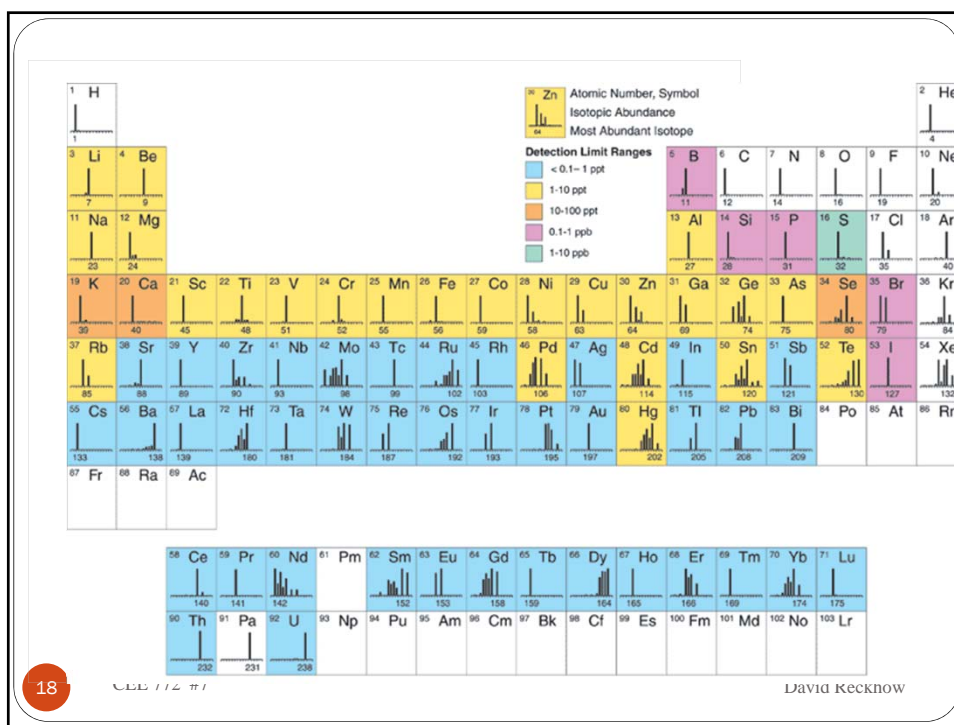 1 H
2 He
1
4
30 Zn
64
Atomic Number, Symbol
Isotopic Abundance
Most Abundant Isotope
Detection Limit Ranges
< 0.1– 1 ppt
1-10 ppt
10-100 ppt
0.1-1 ppb
1-10 ppb
3 Li 4 Be 5 B 6 C 7 N 8 O 9 F 10 Ne
7 9 11 12 14 16 19 20
11 Na 12 Mg 13 Al 14 Si 15 P 16 S 17 Cl 18 Ar
23 24 27 28 31 32 35 40
19 K 20 Ca 21 Sc 22 Ti 23 V 24 Cr 25 Mn 26 Fe 27 Co 28 Ni 29 Cu 30 Zn 31 Ga 32 Ge 33 As 34 Se 35 Br 36 Kr
39 40 45 48 51 52 55 56 59 58 63 64 69 74 75 80 79 84
37 Rb 38 Sr 39 Y 40 Zr 41 Nb 42 Mo 43 Tc 44 Ru 45 Rh 46 Pd 47 Ag 48 Cd 49 In 50 Sn 51 Sb 52 Te 53 I 54 Xe
85 88 89 90 93 98 99 102 103 106 107 114 115 120 121 130 127 132
55 Cs 56 Ba 57 La 72 Hf 73 Ta 74 W 75 Re 76 Os 77 Ir 78 Pt 79 Au 80 Hg 81 Tl 82 Pb 83 Bi 84 Po 85 At 86 Rn
133 138 139 180 181 184 187 192 193 195 197 202 205 208 209
87 Fr 88 Ra 89 Ac
58 Ce 59 Pr 60 Nd 61 Pm 62 Sm 63 Eu 64 Gd 65 Tb 66 Dy 67 Ho 68 Er 69 Tm 70 Yb 71 Lu
140 141 142 152 153 158 159 164 165 166 169 174 175
90 Th 91 Pa 92 U 93 Np 94 Pu 95 Am 96 Cm 97 Bk 98 Cf 99 Es 100 Fm 101 Md 102 No 103 Lr
232 231 238
18 CEE 772 #7 David Reckhow